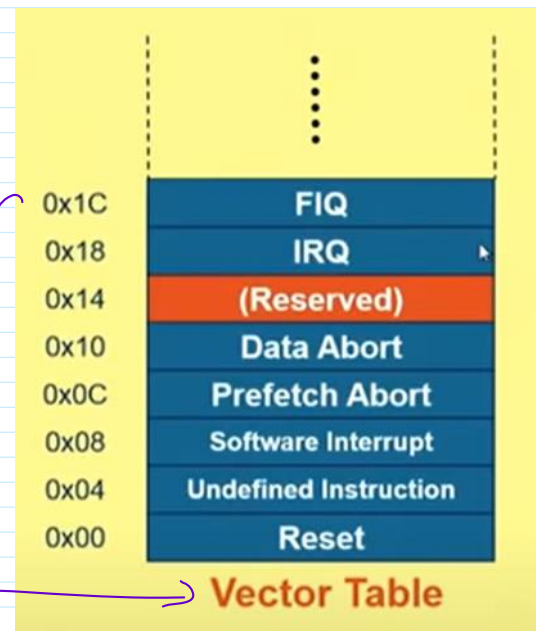 0x1C FIQ
0x18 IRQ
0x14 (Reserved)
0x10 Data Abort
0x0C Prefetch Abort
0x08 Software Interrupt
0x04 Undefined Instruction
0x00 Reset
Vector Table